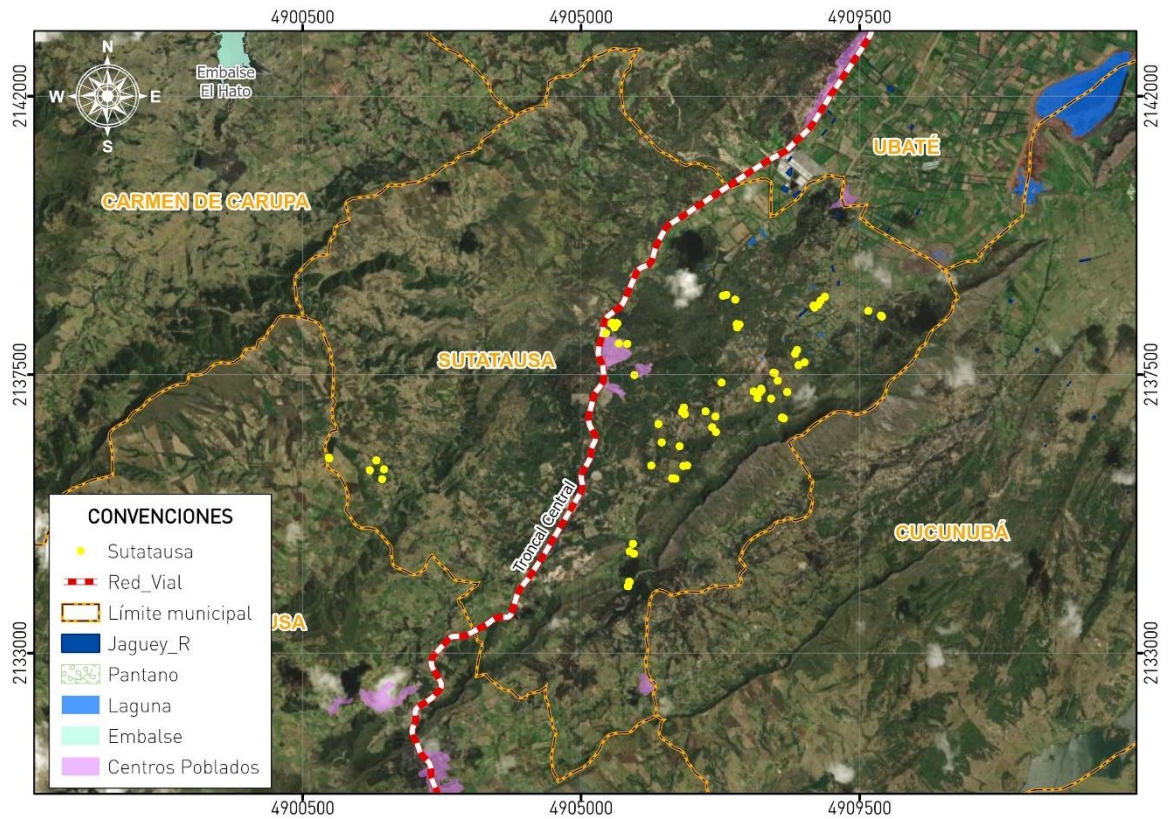 4900500
4905000
4909500
N
W
E
S
Embalse
El Hato
2142000
2142000
UBATÉ
CARMEN DE CARUPA
SUTATAUSA
2137500
2137500
Troncal Central
CUCUNUBÁ
USA
2133000
2133000
CONVENCIONES
Sutatausa
Red_Vial
Límite municipal
Jaguey_R
Pantano
Laguna
Embalse
Centros Poblados
4900500
4905000
4909500